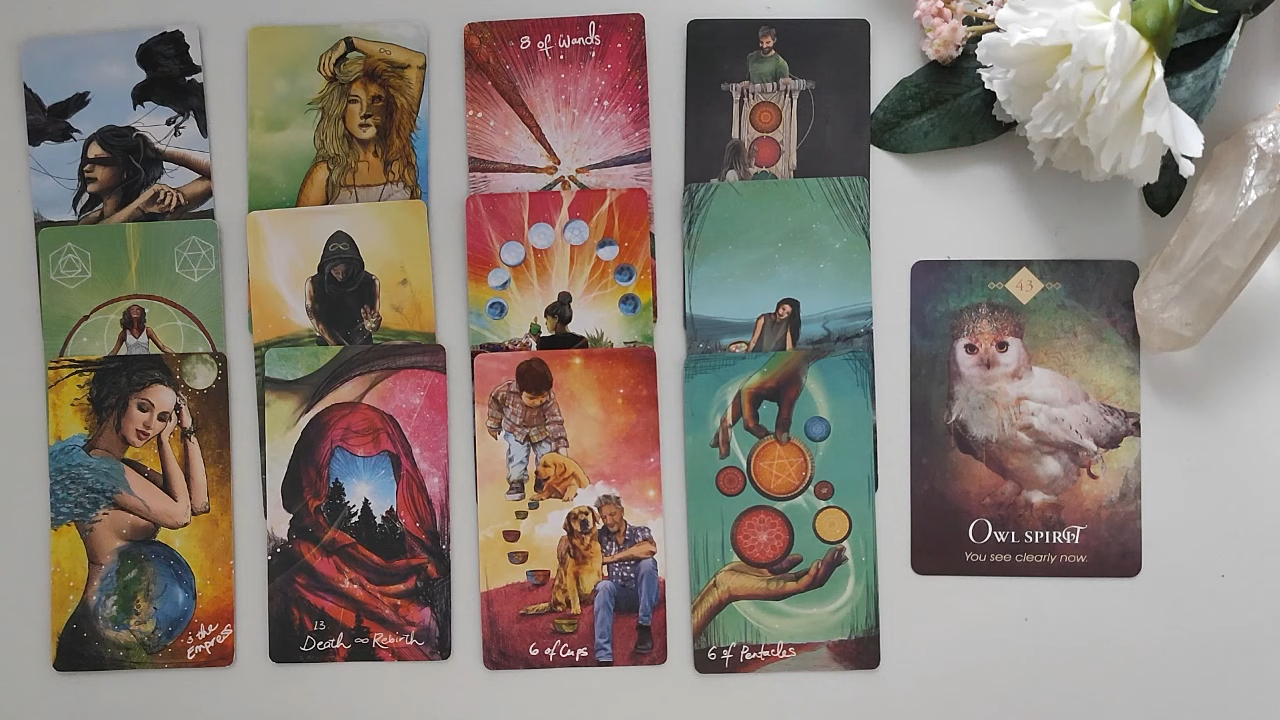 8 of Wands
3 the
Empress
13
Death ∞ Rebirth
6 of Cups
6 of Pentacles
43
OWL SPIRIT
You see clearly now.